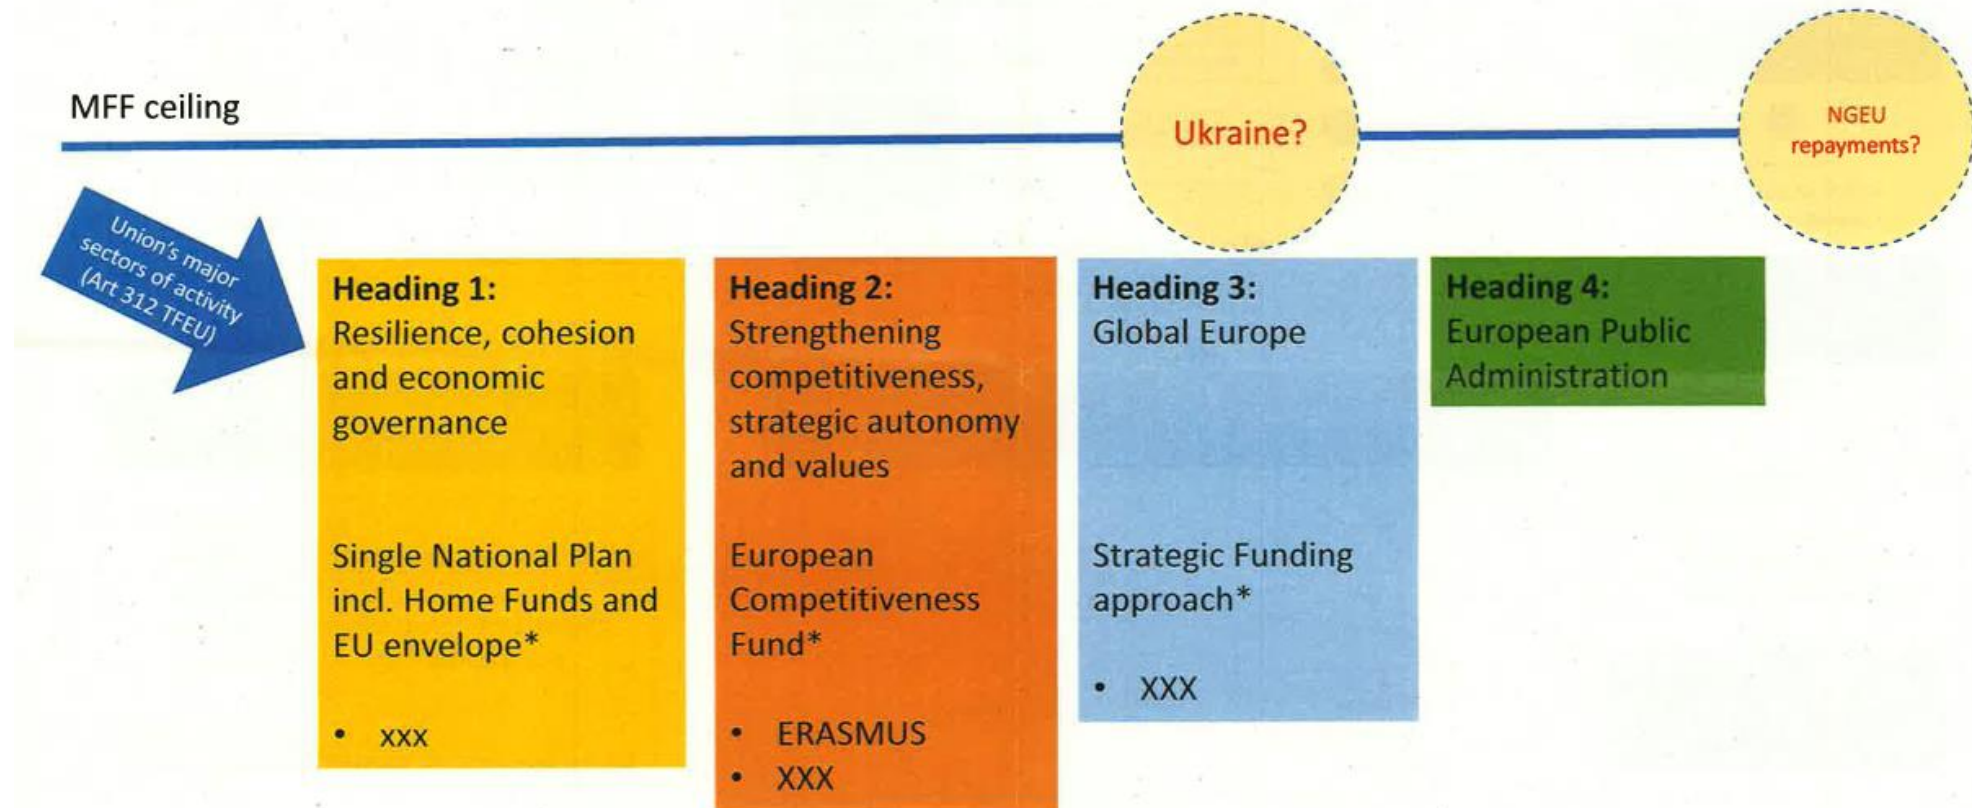 MFF ceiling
Ukraine?
NGEU
repayments?
Union's major
sectors of activity
(Art 312 TFEU)
Heading 1:
Resilience, cohesion
and economic
governance
Single National Plan
incl. Home Funds and
EU envelope*
• xxx
Heading 2:
Strengthening
competitiveness,
strategic autonomy
and values
European
Competitiveness
Fund*
• ERASMUS
• XXX
Heading 3:
Global Europe
Strategic Funding
approach*
• XXX
Heading 4:
European Public
Administration